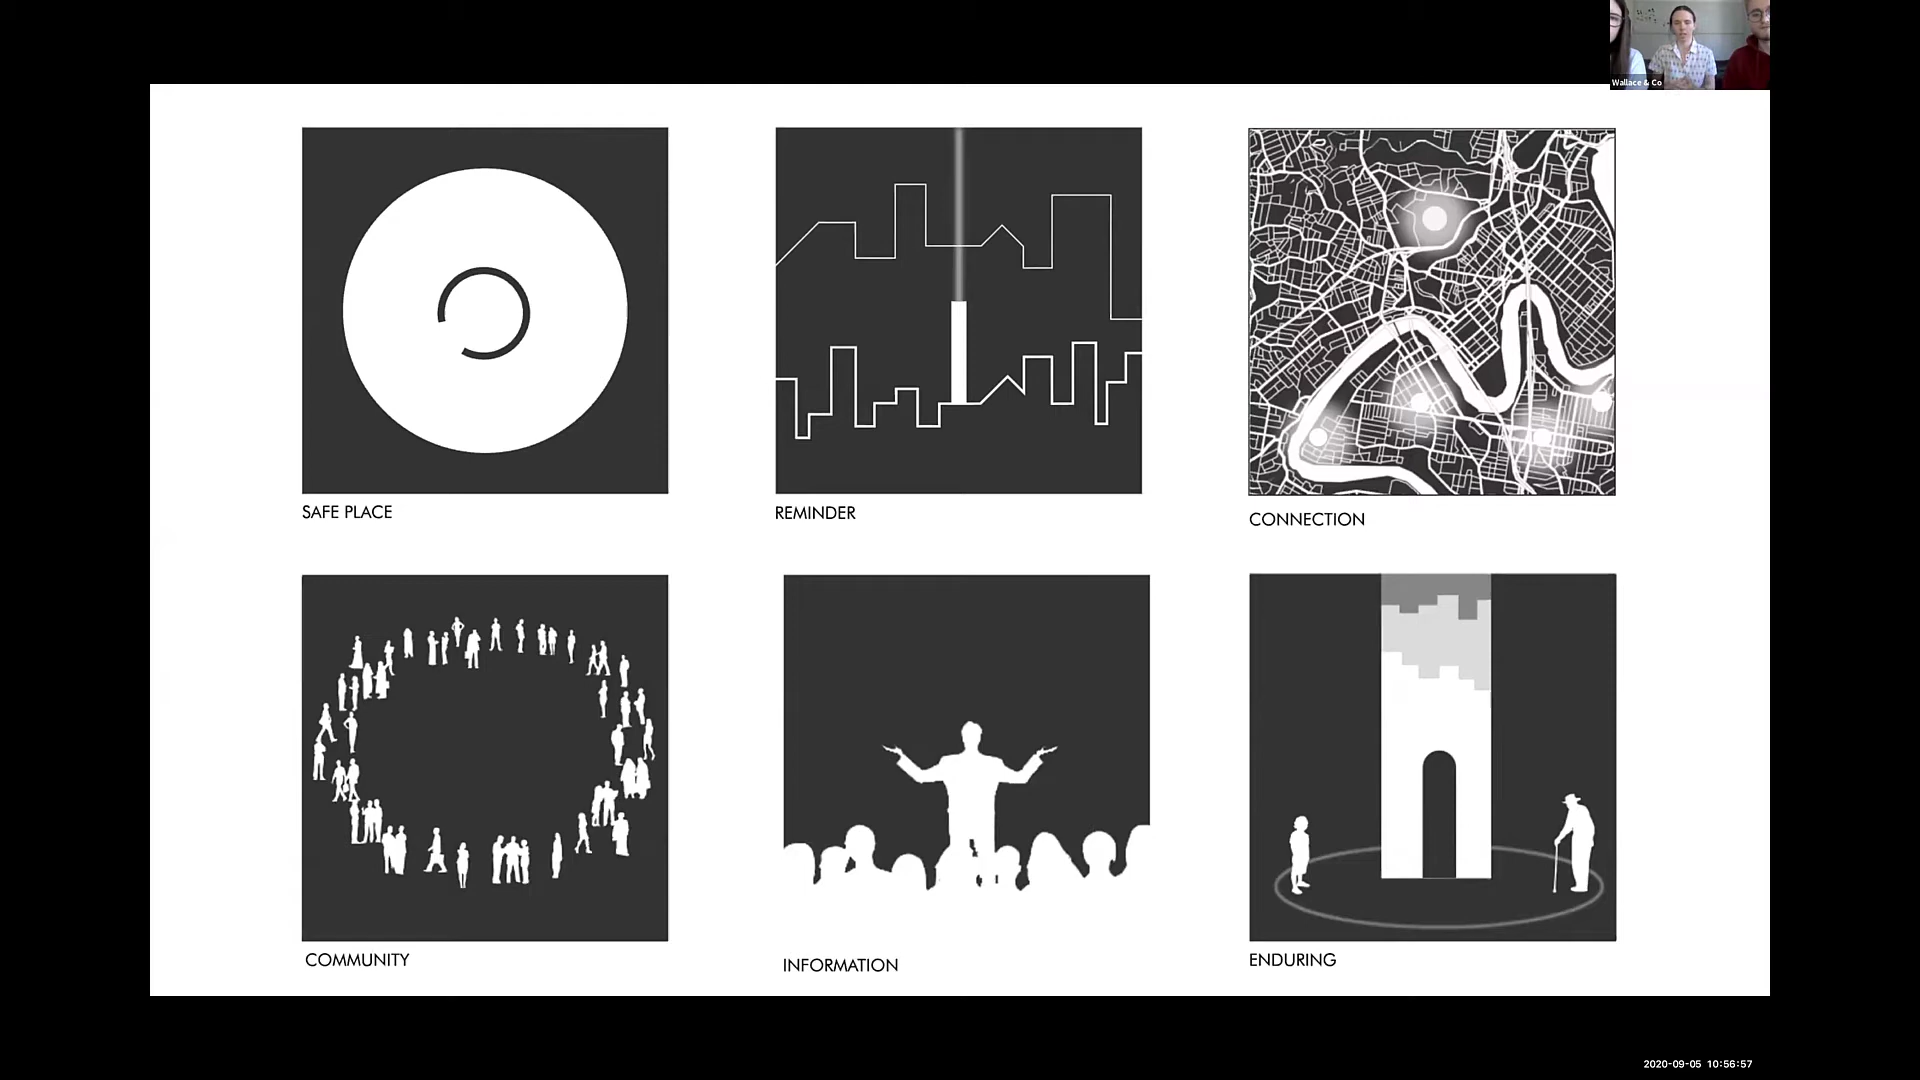 Wallace & Co
SAFE PLACE
REMINDER
CONNECTION
COMMUNITY
INFORMATION
ENDURING
2020-09-05 10:56:57